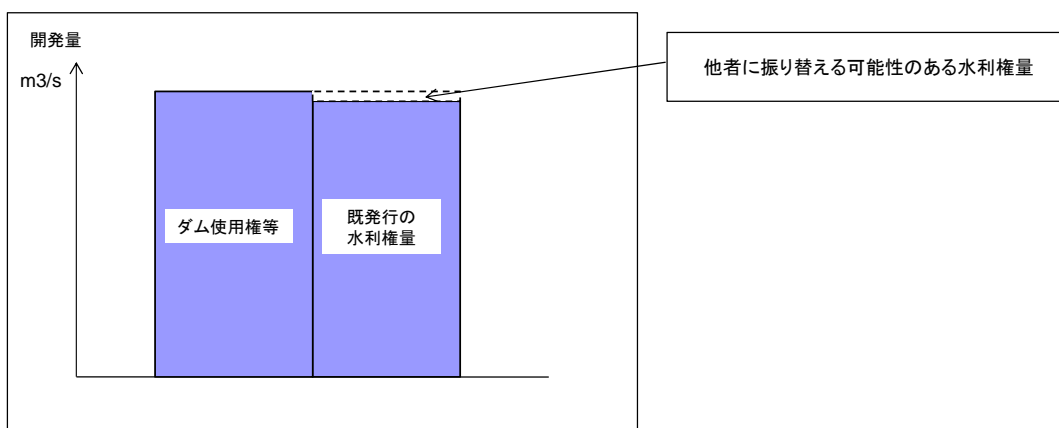 開発量
m3/s
他者に振り替える可能性のある水利権量
ダム使用権等
既発行の
水利権量